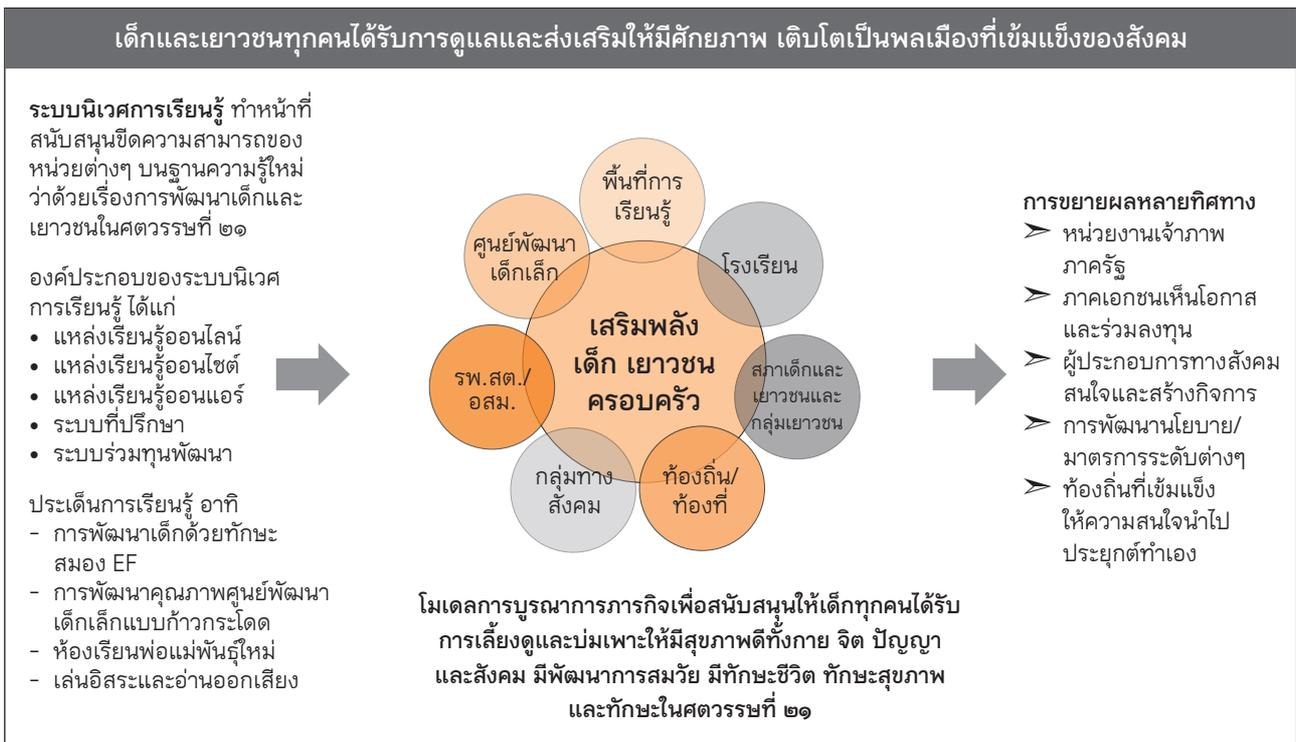 เด็กและเยาวชนทุกคนได้รับการดูแลและส่งเสริมให้มีศักยภาพ เติบโตเป็นพลเมืองที่เข้มแข็งของสังคม
ระบบนิเวศการเรียนรู้ ทำหน้าที่
สนับสนุนขีดความสามารถของ
หน่วยต่างๆ บนฐานความรู้ใหม่
ว่าด้วยเรื่องการพัฒนาเด็กและ
เยาวชนในศตวรรษที่ ๒๑
องค์ประกอบของระบบนิเวศ
การเรียนรู้ ได้แก่
• แหล่งเรียนรู้ออนไลน์
• แหล่งเรียนรู้ออนไซต์
• แหล่งเรียนรู้ออนแอร์
• ระบบที่ปรึกษา
• ระบบร่วมทุนพัฒนา
ประเด็นการเรียนรู้ อาทิ
- การพัฒนาเด็กด้วยทักษะ
สมอง EF
- การพัฒนาคุณภาพศูนย์พัฒนา
เด็กเล็กแบบก้าวกระโดด
- ห้องเรียนพ่อแม่พันธุ์ใหม่
- เล่นอิสระและอ่านออกเสียง
พื้นที่การ
เรียนรู้
ศูนย์พัฒนา
เด็กเล็ก
โรงเรียน
เสริมพลัง
เด็ก เยาวชน
ครอบครัว
รพ.สต./
อสม.
สภาเด็กและ
เยาวชนและ
กลุ่มเยาวชน
กลุ่มทาง
สังคม
ท้องถิ่น/
ท้องที่
โมเดลการบูรณาการภารกิจเพื่อสนับสนุนให้เด็กทุกคนได้รับ
การเลี้ยงดูและบ่มเพาะให้มีสุขภาพดีทั้งกาย จิต ปัญญา
และสังคม มีพัฒนาการสมวัย มีทักษะชีวิต ทักษะสุขภาพ
และทักษะในศตวรรษที่ ๒๑
การขยายผลหลายทิศทาง
➢ หน่วยงานเจ้าภาพ
ภาครัฐ
➢ ภาคเอกชนเห็นโอกาส
และร่วมลงทุน
➢ ผู้ประกอบการทางสังคม
สนใจและสร้างกิจการ
➢ การพัฒนานโยบาย/
มาตรการระดับต่างๆ
➢ ท้องถิ่นที่เข้มแข็ง
ให้ความสนใจนำไป
ประยุกต์ทำเอง